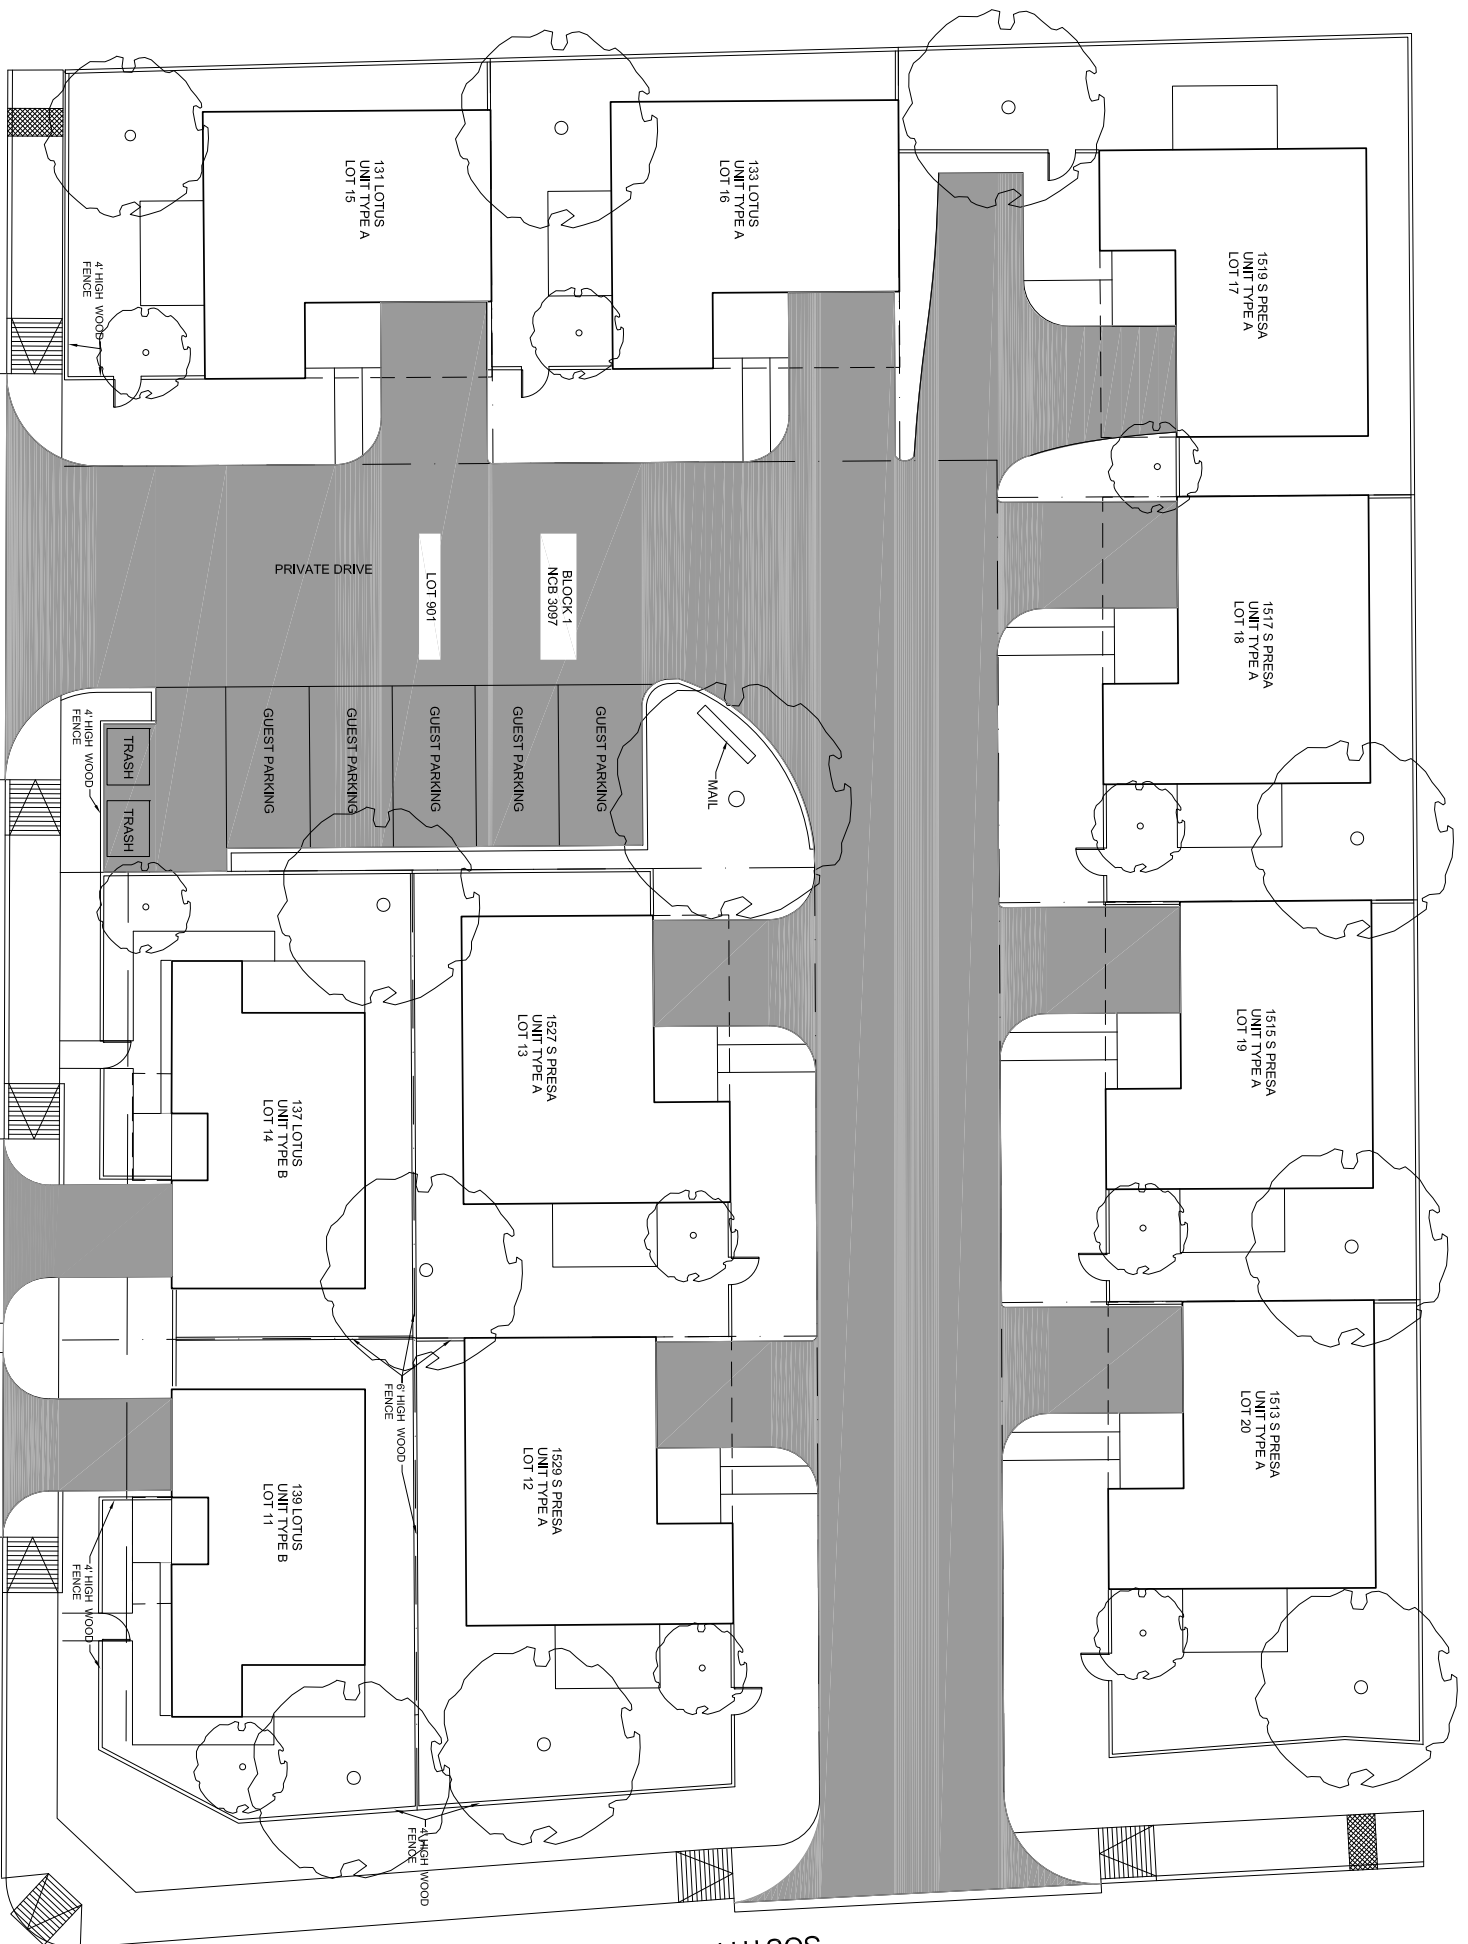 131 LOTUS
UNIT TYPE A
LOT 15
133 LOTUS
UNIT TYPE A
LOT 16
1519 S PRESA
UNIT TYPE A
LOT 17
4' HIGH WOOD
FENCE
PRIVATE DRIVE
LOT 901
BLOCK 1
NCB 3097
1517 S PRESA
UNIT TYPE A
LOT 18
4' HIGH WOOD
FENCE
TRASH
TRASH
GUEST PARKING
GUEST PARKING
GUEST PARKING
GUEST PARKING
GUEST PARKING
MAIL
1527 S PRESA
UNIT TYPE A
LOT 13
1515 S PRESA
UNIT TYPE A
LOT 19
137 LOTUS
UNIT TYPE B
LOT 14
6' HIGH WOOD
FENCE
1529 S PRESA
UNIT TYPE A
LOT 12
1513 S PRESA
UNIT TYPE A
LOT 20
139 LOTUS
UNIT TYPE B
LOT 11
4' HIGH WOOD
FENCE
4' HIGH WOOD
FENCE